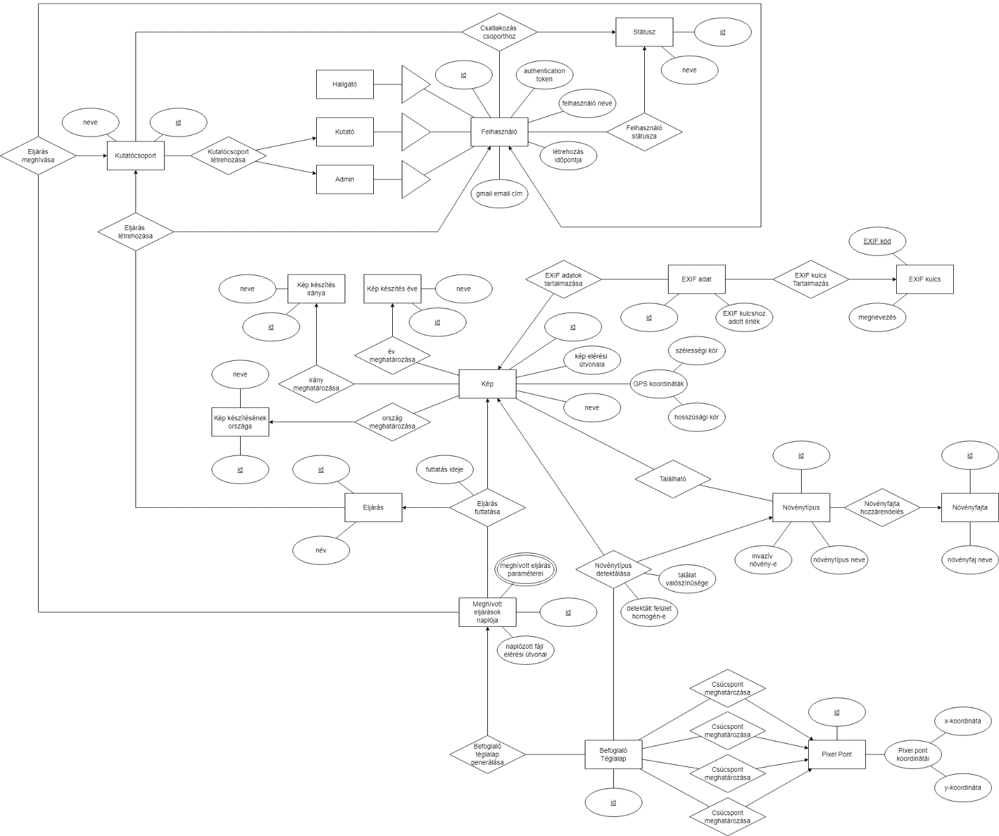 Csatlakozás
csoporthoz
Státusz
id
neve
Hallgató
id
authentication
token
felhasználó neve
neve
id
Kutató
Felhasználó
Felhasználó
státusza
Eljárás
meghívása
Kutatócsoport
Kutatócsoport
létrehozása
létrehozás
időpontja
Admin
gmail email cím
Eljárás
létrehozása
EXIF kód
EXIF adatok
tartalmazása
EXIF adat
EXIF kulcs
Tartalmazás
EXIF kulcs
neve
Kép készítés
iránya
Kép készítés éve
neve
id
id
id
id
EXIF kulcshoz
adott érték
megnevezés
év
meghatározása
kép elérési
útvonala
szélességi kör
neve
irány
meghatározása
Kép
GPS koordináták
neve
hosszúsági kör
Kép készítésének
országa
ország
meghatározása
id
id
futtatás ideje
Található
id
id
Eljárás
Eljárás
futtatása
Növénytípus
Növényfajta
hozzárendelés
Növényfajta
név
invazív
növény-e
növénytípus neve
növényfaj neve
meghívott eljárás
paraméterei
Növénytípus
detektálása
találat
valószínűsége
Meghívott
eljárások
naplója
id
detektált felület
homogén-e
naplózott fájl
elérési útvonal
Csúcspont
meghatározása
id
x-koordináta
Csúcspont
meghatározása
Befoglaló
téglalap
generálása
Befoglaló
Téglalap
Pixel Pont
Pixel pont
koordinátái
Csúcspont
meghatározása
y-koordináta
id
Csúcspont
meghatározása